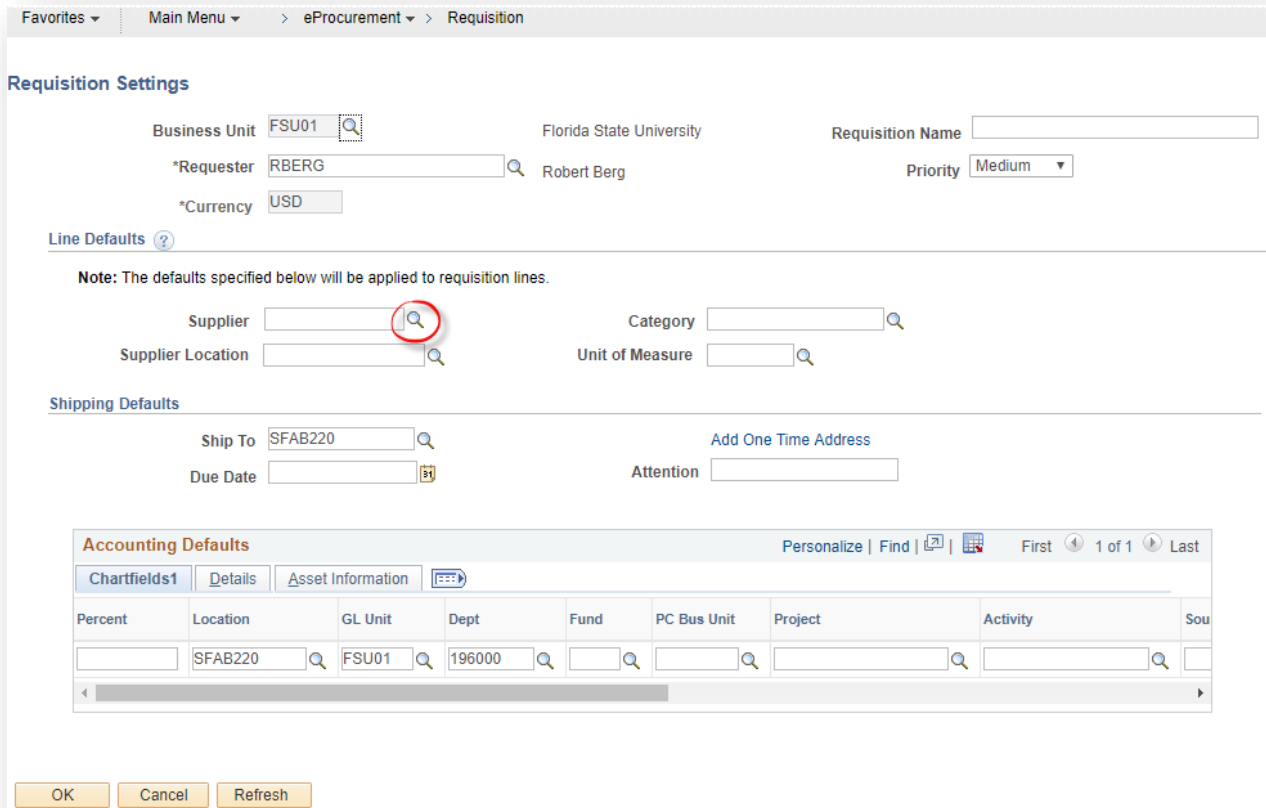 Favorites Main Menu > eProcurement > Requisition
Requisition Settings
Business Unit FSU01 Florida State University Requisition Name
*Requester RBERG Robert Berg Priority Medium
*Currency USD
Line Defaults ?
Note: The defaults specified below will be applied to requisition lines.
Supplier Category
Supplier Location Unit of Measure
Shipping Defaults
Ship To SFAB220 Add One Time Address
Due Date 31 Attention
Accounting Defaults Personalize | Find | | First 1 of 1 Last
Chartfields1 Details Asset Information
Percent Location GL Unit Dept Fund PC Bus Unit Project Activity Sou
SFAB220 FSU01 196000
OK Cancel Refresh